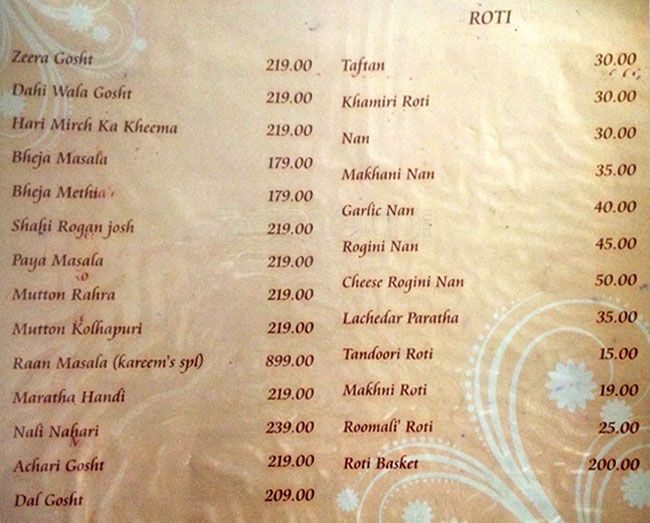 Zeera Gosht 219.00
Dahi Wala Gosht 219.00
Hari Mirch Ka Kheema 219.00
Bheja Masala 179.00
Bheja Methi 179.00
Shahi Rogan josh 219.00
Paya Masala 219.00
Mutton Rahra 219.00
Mutton Kolhapuri 219.00
Raan Masala (kareem's spl) 899.00
Maratha Handi 219.00
Nali Nahari 239.00
Achari Gosht 219.00
Dal Gosht 209.00
ROTI
Taftan 30.00
Khamiri Roti 30.00
Nan 30.00
Makhani Nan 35.00
Garlic Nan 40.00
Rogini Nan 45.00
Cheese Rogini Nan 50.00
Lachedar Paratha 35.00
Tandoori Roti 15.00
Makhni Roti 19.00
Roomali' Roti 25.00
Roti Basket 200.00